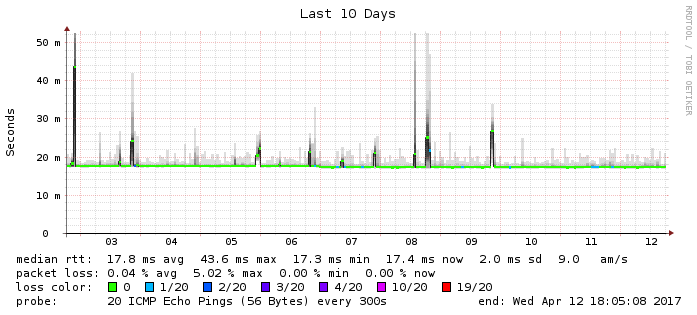 Last 10 Days
RRDTOOL / TOBI OETIKER
Seconds
50 m
40 m
30 m
20 m
10 m
0
03 04 05 06 07 08 09 10 11 12
median rtt: 17.8 ms avg 43.6 ms max 17.3 ms min 17.4 ms now 2.0 ms sd 9.0 am/s
packet loss: 0.04 % avg 5.02 % max 0.00 % min 0.00 % now
loss color: 0 1/20 2/20 3/20 4/20 10/20 19/20
probe: 20 ICMP Echo Pings (56 Bytes) every 300s end: Wed Apr 12 18:05:08 2017